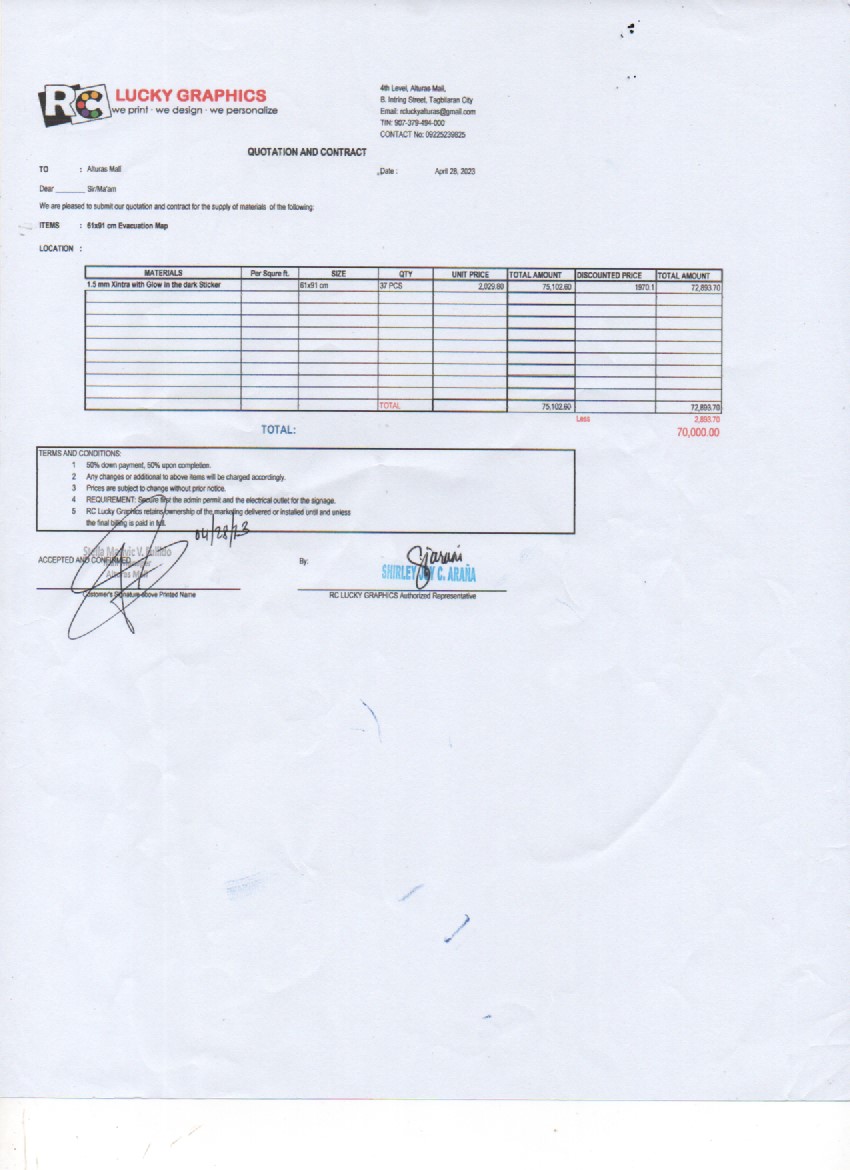 RC LUCKY GRAPHICS
we print · we design · we personalize
4th Level, Alturas Mall,
B. Inting Street, Tagbilaran City
Email: rcluckyalturas@gmail.com
TIN: 907-379-494-000
CONTACT No: 09225239825
QUOTATION AND CONTRACT
TO : Alturas Mall
Date : April 28, 2023
Dear _______ Sir/Ma'am
We are pleased to submit our quotation and contract for the supply of materials of the following:
ITEMS : 61x91 cm Evacuation Map
LOCATION :
MATERIALS Per Squre ft. SIZE QTY UNIT PRICE TOTAL AMOUNT DISCOUNTED PRICE TOTAL AMOUNT
1.5 mm Xintra with Glow in the dark Sticker 61x91 cm 37 PCS 2,029.80 75,102.60 1970.1 72,893.70
TOTAL 75,102.60 72,893.70
Less 2,893.70
TOTAL: 70,000.00
TERMS AND CONDITIONS:
1 50% down payment, 50% upon completion.
2 Any changes or additional to above items will be charged accordingly.
3 Prices are subject to change without prior notice.
4 REQUIREMENT: Secure first the admin permit and the electrical outlet for the signage.
5 RC Lucky Graphics retains ownership of the marketing delivered or installed until and unless
the final billing is paid in full.
04/28/23
ACCEPTED AND CONFIRMED
Alturas Mall
By:
SHIRLEY JOY C. ARAÑA
Customer's Signature above Printed Name
RC LUCKY GRAPHICS Authorized Representative